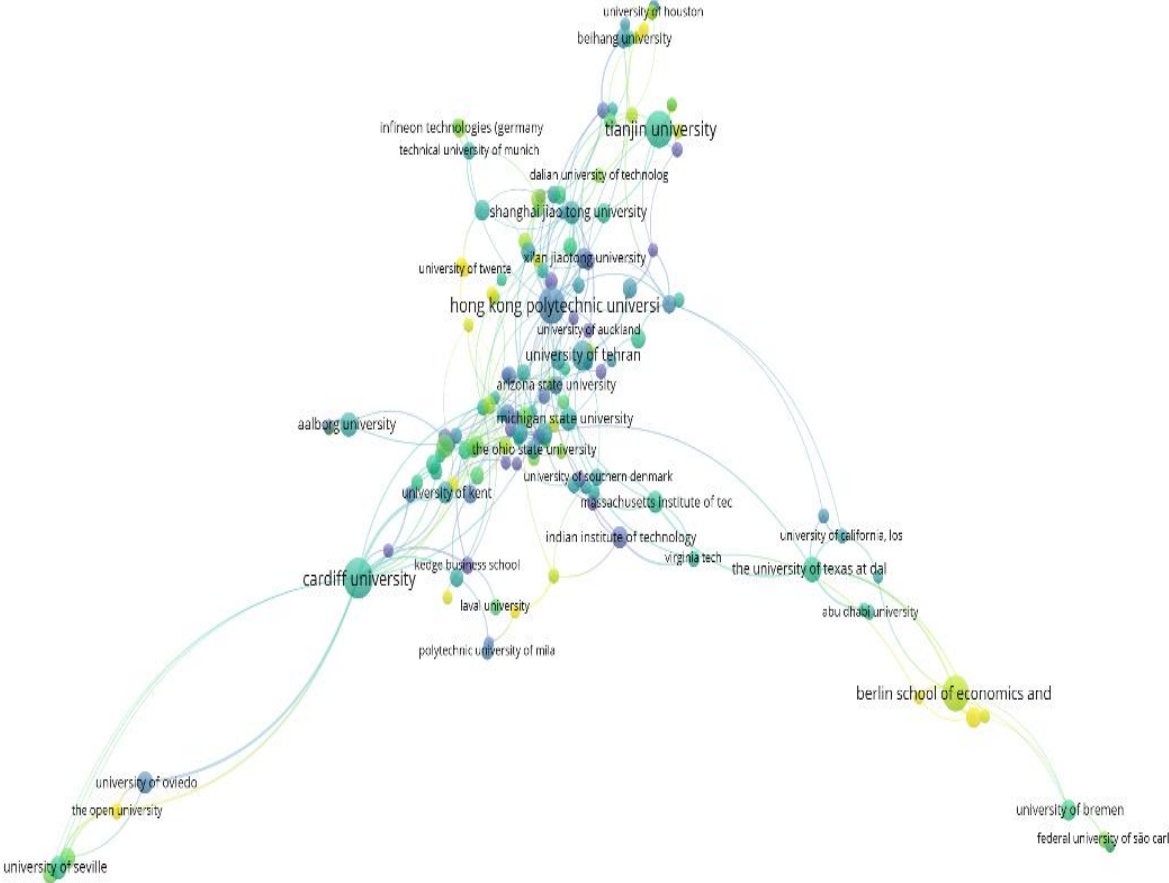 university of houston
beihang university
infineon technologies (germany
tianjin university
technical university of munich
dalian university of technolog
shanghai jiao tong university
xi'an jiaotong university
university of twente
hong kong polytechnic universi
university of auckland
university of tehran
arizona state university
michigan state university
aalborg university
the ohio state university
university of southern denmark
university of kent
massachusetts institute of tec
indian institute of technology
university of california, los
virginia tech
kedge business school
the university of texas at dal
cardiff university
laval university
abu dhabi university
polytechnic university of mila
berlin school of economics and
university of oviedo
the open university
university of bremen
federal university of são carl
university of seville